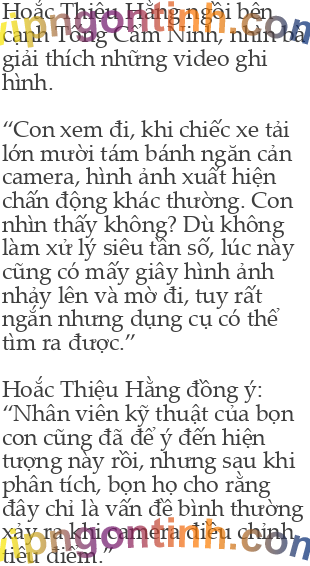 Hoắc Thiệu Hằng ngồi bên
cạnh Tống Cẩm Ninh, nhìn bà
giải thích những video ghi
hình.
“Con xem đi, khi chiếc xe tải
lớn mười tám bánh ngăn cản
camera, hình ảnh xuất hiện
chấn động khác thường. Con
nhìn thấy không? Dù không
làm xử lý siêu tần số, lúc này
cũng có mấy giây hình ảnh
nhảy lên và mờ đi, tuy rất
ngắn nhưng dụng cụ có thể
tìm ra được.”
Hoắc Thiệu Hằng đồng ý:
“Nhân viên kỹ thuật của bọn
con cũng đã để ý đến hiện
tượng này rồi, nhưng sau khi
phân tích, bọn họ cho rằng
đây chỉ là vấn đề bình thường
xảy ra khi camera điều chỉnh
tiêu điểm.”